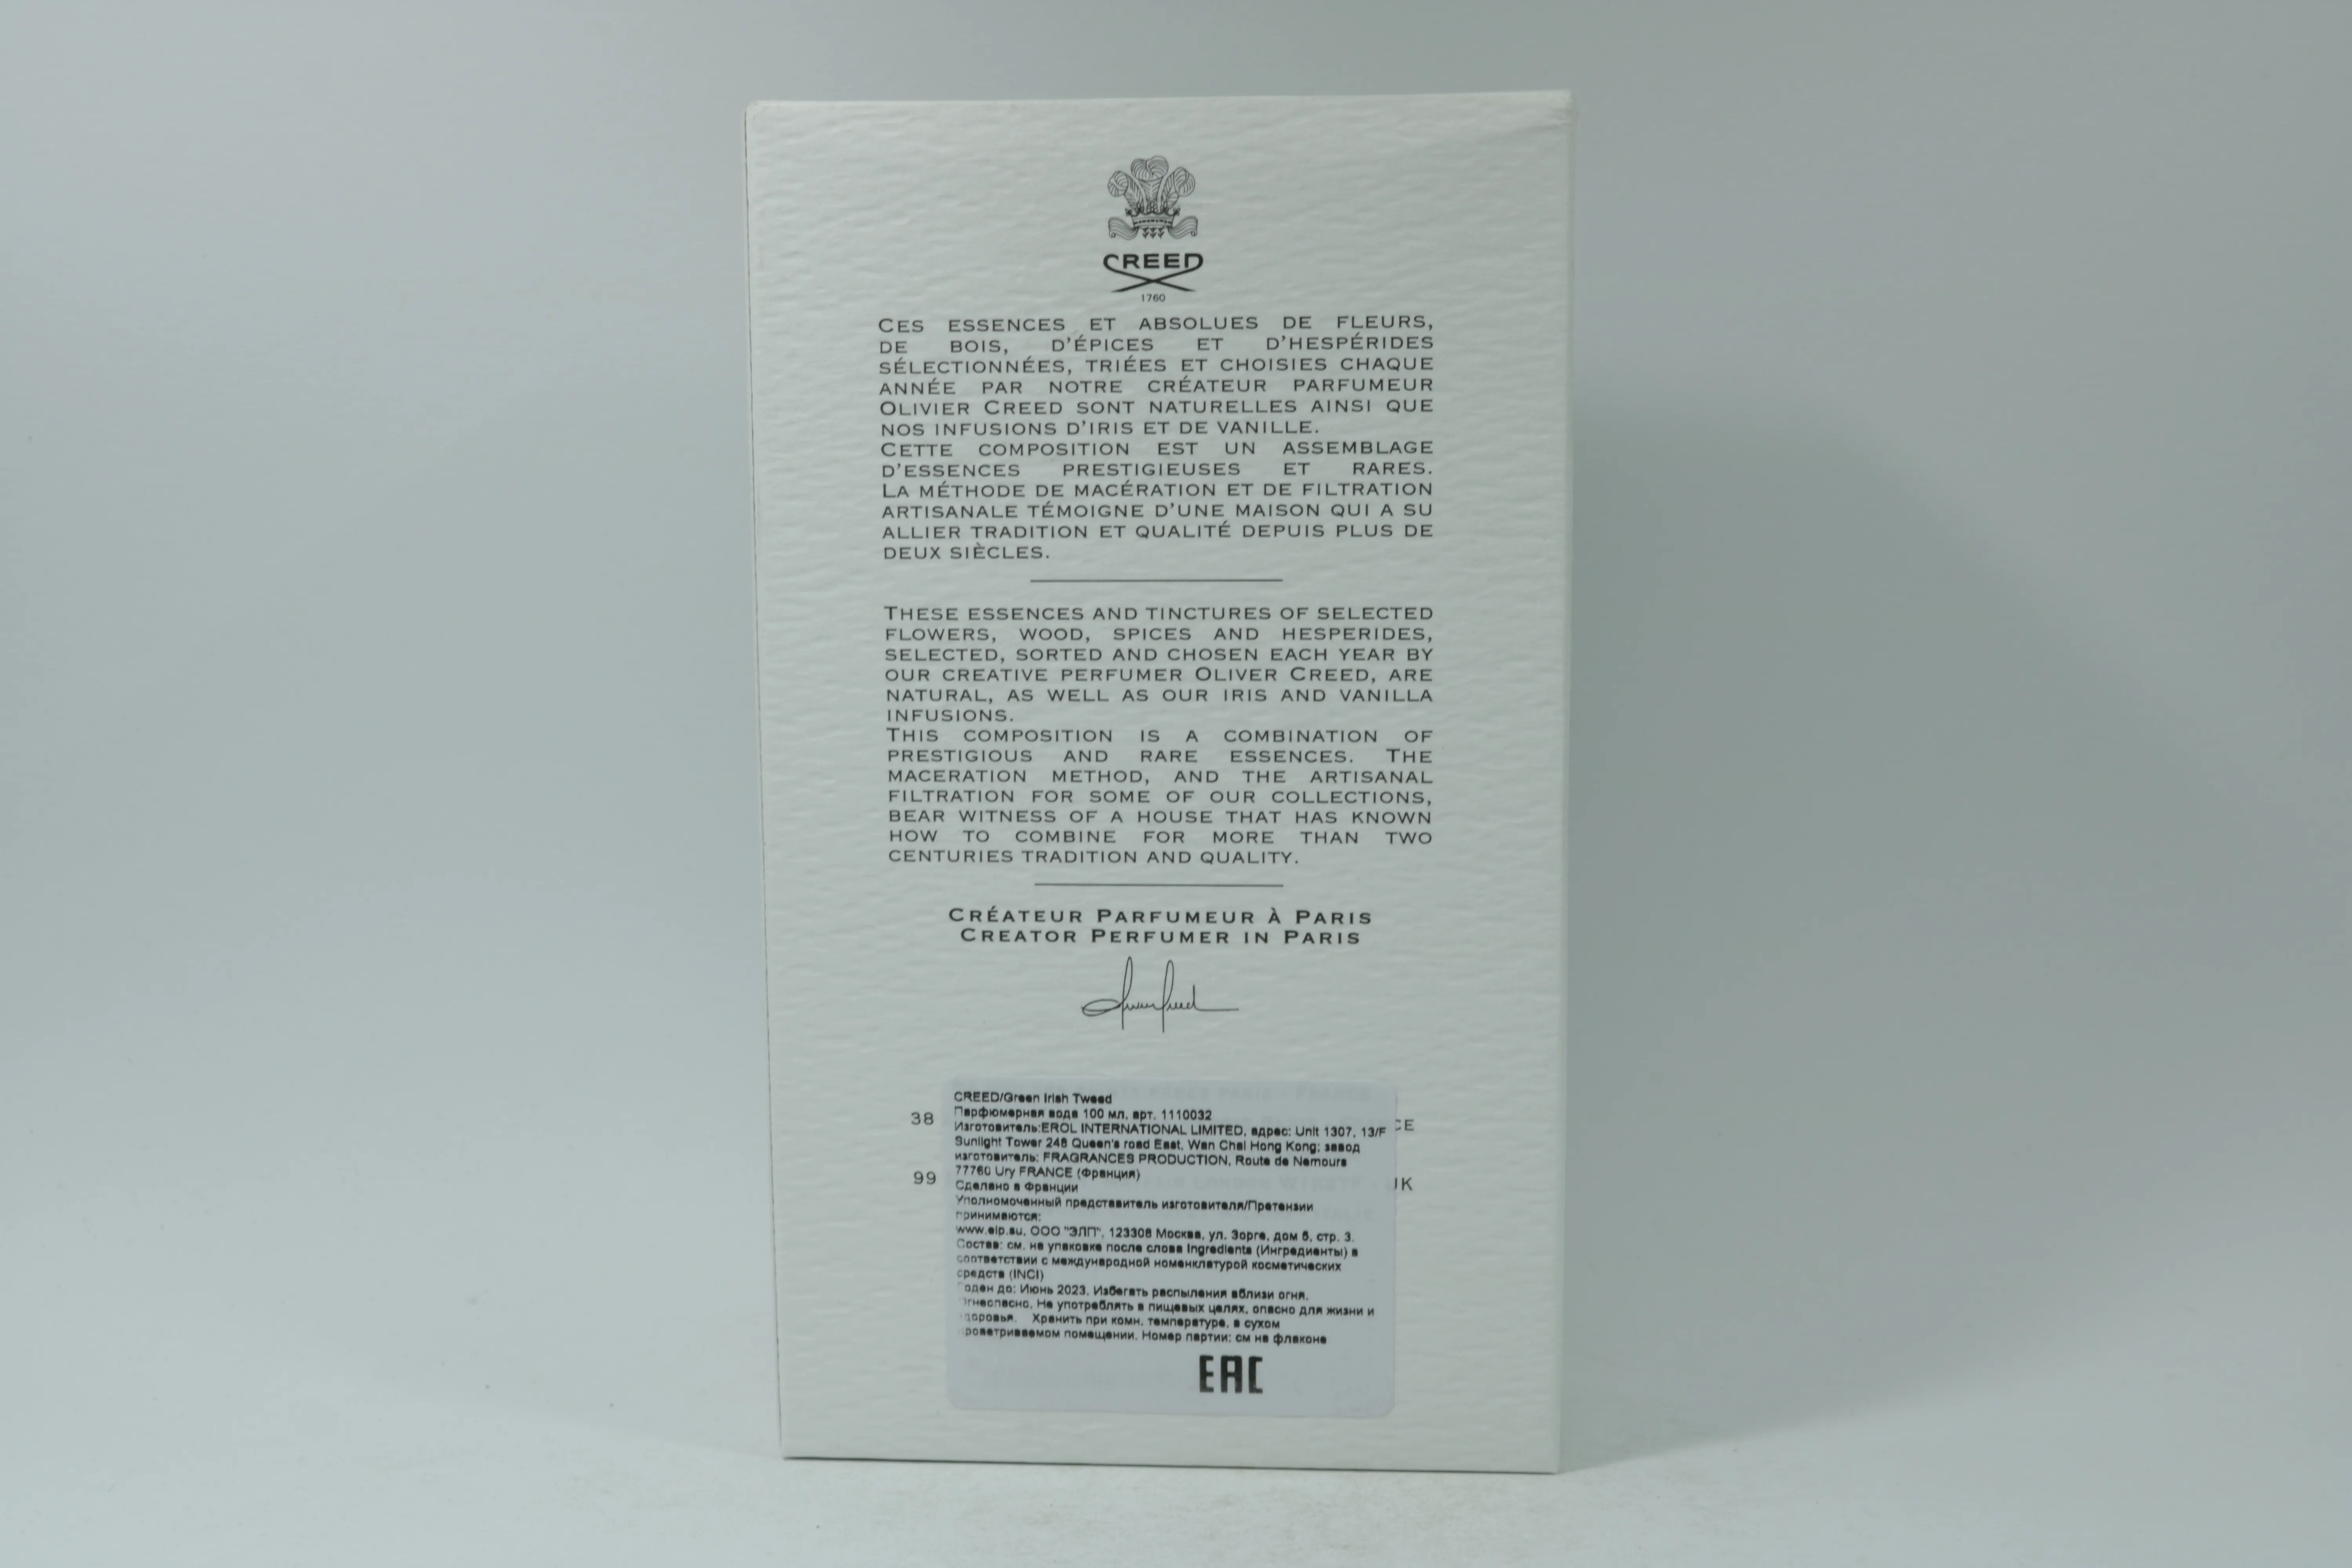 CREED
1760
CES ESSENCES ET ABSOLUES DE FLEURS,
DE BOIS, D'ÉPICES ET D'HESPÉRIDES
SÉLECTIONNÉES, TRIÉES ET CHOISIES CHAQUE
ANNÉE PAR NOTRE CRÉATEUR PARFUMEUR
OLIVIER CREED SONT NATURELLES AINSI QUE
NOS INFUSIONS D'IRIS ET DE VANILLE.
CETTE COMPOSITION EST UN ASSEMBLAGE
D'ESSENCES PRESTIGIEUSES ET RARES.
LA MÉTHODE DE MACÉRATION ET DE FILTRATION
ARTISANALE TÉMOIGNE D'UNE MAISON QUI A SU
ALLIER TRADITION ET QUALITÉ DEPUIS PLUS DE
DEUX SIÈCLES.
THESE ESSENCES AND TINCTURES OF SELECTED
FLOWERS, WOOD, SPICES AND HESPERIDES,
SELECTED, SORTED AND CHOSEN EACH YEAR BY
OUR CREATIVE PERFUMER OLIVER CREED, ARE
NATURAL, AS WELL AS OUR IRIS AND VANILLA
INFUSIONS.
THIS COMPOSITION IS A COMBINATION OF
PRESTIGIOUS AND RARE ESSENCES. THE
MACERATION METHOD, AND THE ARTISANAL
FILTRATION FOR SOME OF OUR COLLECTIONS,
BEAR WITNESS OF A HOUSE THAT HAS KNOWN
HOW TO COMBINE FOR MORE THAN TWO
CENTURIES TRADITION AND QUALITY.
CRÉATEUR PARFUMEUR À PARIS
CREATOR PERFUMER IN PARIS
38
99
CE
UK
CREED/Green Irish Tweed
Парфюмерная вода 100 мл, арт. 1110032
Изготовитель:EROL INTERNATIONAL LIMITED, адрес: Unit 1307, 13/F
Sunlight Tower 248 Queen's road East, Wan Chai Hong Kong; завод
изготовитель: FRAGRANCES PRODUCTION, Route de Nemours
77760 Ury FRANCE (Франция)
Сделано в Франции
Уполномоченный представитель изготовителя/Претензии
принимаются:
www.elp.su, ООО "ЭЛП", 123308 Москва, ул. Зорге, дом 5, стр. 3.
Состав: см. на упаковке после слова Ingredients (Ингредиенты) в
соответствии с международной номенклатурой косметических
средств (INCI)
Годен до: Июнь 2023, Избегать распыления вблизи огня.
Огнеопасно, Не употреблять в пищевых целях, опасно для жизни и
здоровья. Хранить при комн. температуре, в сухом
проветриваемом помещении, Номер партии: см на флаконе
EAC